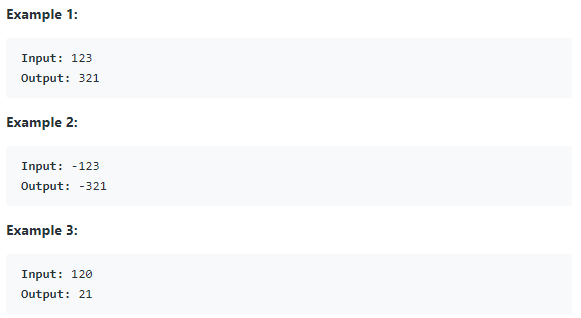 Example 1:
Input: 123
Output: 321
Example 2:
Input: -123
Output: -321
Example 3:
Input: 120
Output: 21